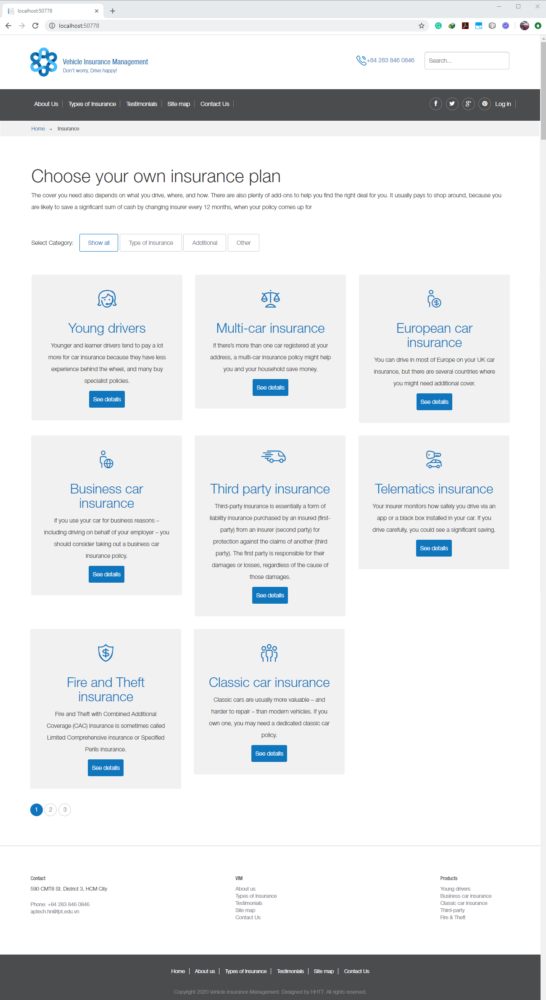 localhost:50778
localhost:50778
Vehicle Insurance Management
Don't worry, Drive happy!
+84 283 846 0846
Search...
About Us
Types of Insurance
Testimonials
Site map
Contact Us
Log in
Home
Insurance
Choose your own insurance plan
The cover you need also depends on what you drive, where, and how. There are also plenty of add-ons to help you find the right deal for you. It usually pays to shop around, because you
are likely to save a signficant sum of cash by changing insurer every 12 months, when your policy comes up for
Select Category:
Show all
Type of insurance
Additional
Other
Young drivers
Younger and learner drivers tend to pay a lot
more for car insurance because they have less
experience behind the wheel, and many buy
specialist policies.
See details
Multi-car insurance
If there's more than one car registered at your
address, a multi-car insurance policy might help
you and your household save money.
See details
European car
insurance
You can drive in most of Europe on your UK car
insurance, but there are several countries where
you might need additional cover.
See details
Business car
insurance
If you use your car for business reasons –
including driving on behalf of your employer – you
should consider taking out a business car
insurance policy.
See details
Third party insurance
Third-party insurance is essentially a form of
liability insurance purchased by an insured (first-
party) from an insurer (second party) for
protection against the claims of another (third
party). The first party is responsible for their
damages or losses, regardless of the cause of
those damages.
See details
Telematics insurance
Your insurer monitors how safely you drive via an
app or a black box installed in your car. If you
drive carefully, you could see a significant saving.
See details
Fire and Theft
insurance
Fire and Theft with Combined Additional
Coverage (CAC) insurance is sometimes called
Limited Comprehensive insurance or Specified
Perils insurance.
See details
Classic car insurance
Classic cars are usually more valuable – and
harder to repair – than modern vehicles. If you
own one, you may need a dedicated classic car
policy.
See details
1
2
3
Contact
590 CMT8 St. District 3, HCM City
Phone: +84 283 846 0846
aptech.hn@fpt.edu.vn
VIM
About us
Types of Insurance
Testimonials
Site map
Contact Us
Products
Young drivers
Business car insurance
Classic car insurance
Third-party
Fire & Theft
Home
About us
Types of Insurance
Testimonials
Site map
Contact Us
Copyright 2020 Vehicle Insurance Management. Designed by HHTT. All rights reserved.